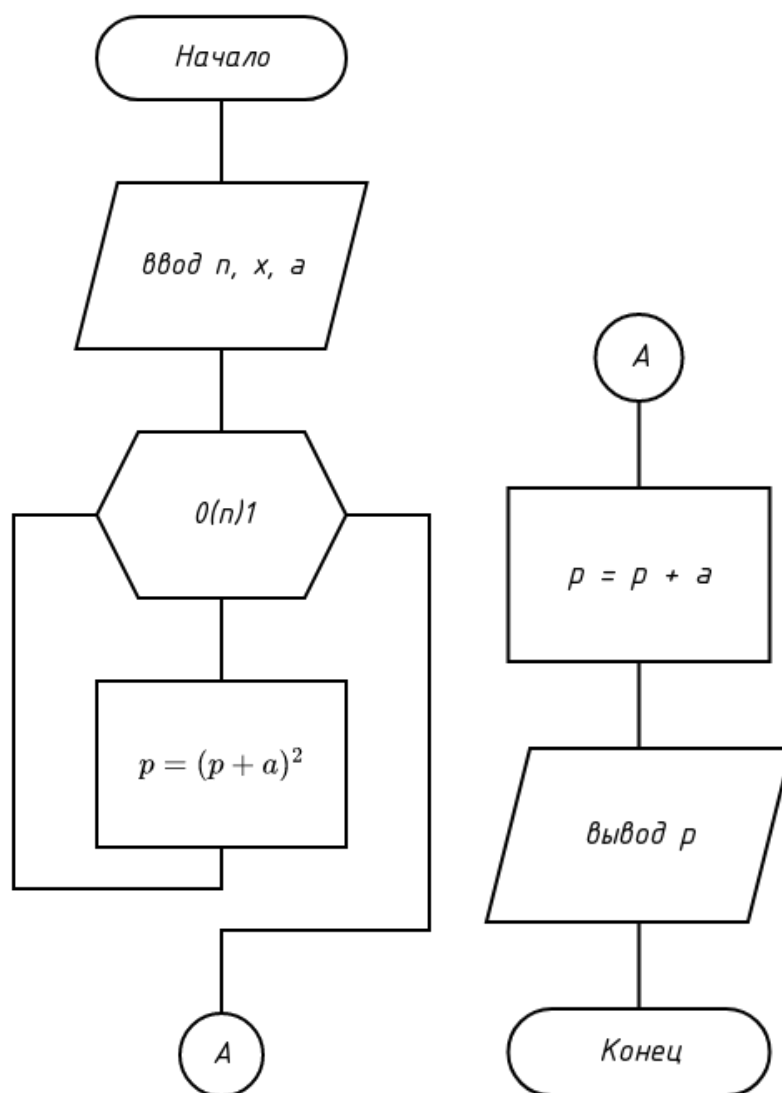 Начало
ввод n, x, a
0(n)1
p = (p + a)²
A
A
p = p + a
вывод p
Конец